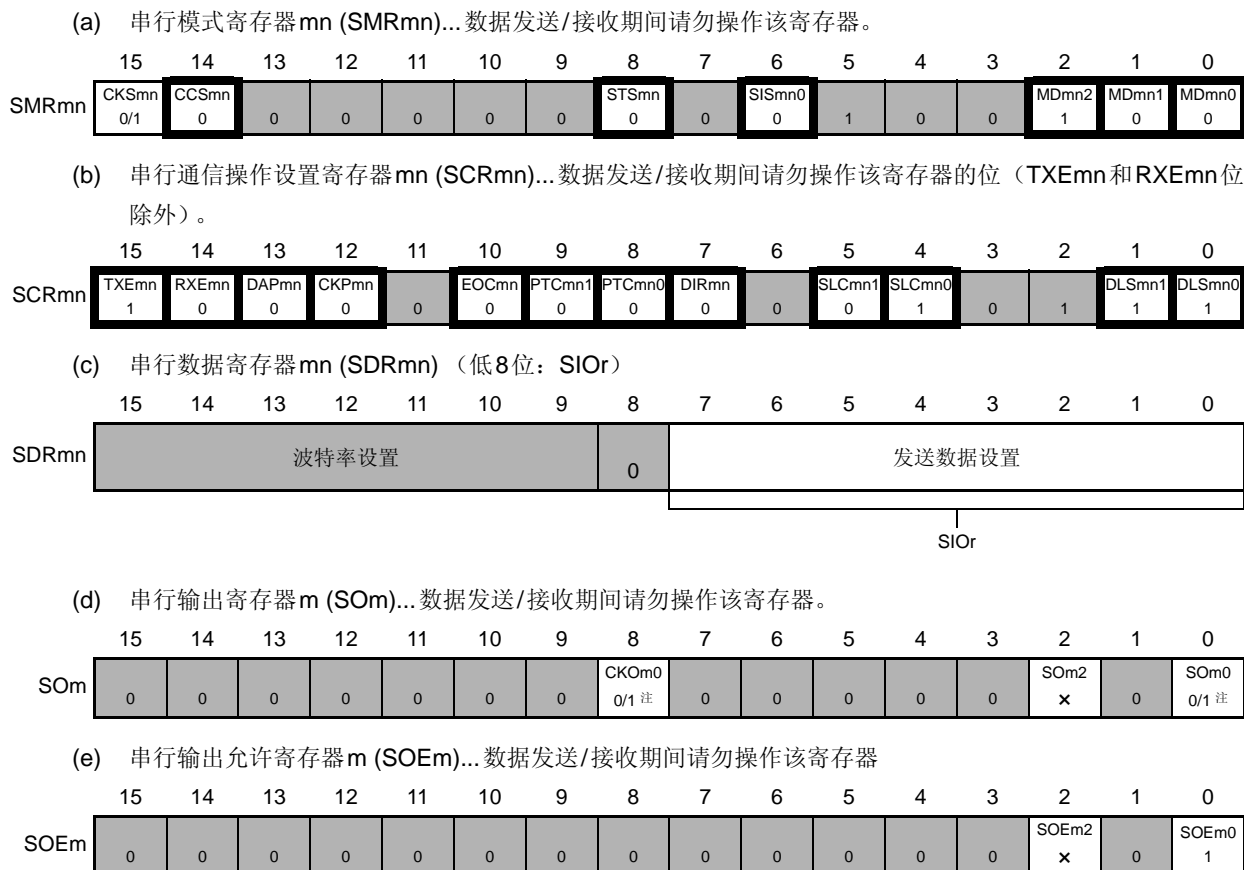 (a) 串行模式寄存器mn (SMRmn)...数据发送/接收期间请勿操作该寄存器。
15 14 13 12 11 10 9 8 7 6 5 4 3 2 1 0
SMRmn CKSmn CCSmn STSmn SISmn0 MDmn2 MDmn1 MDmn0
0/1 0 0 0 0 0 0 0 0 0 1 0 0 1 0 0
(b) 串行通信操作设置寄存器mn (SCRmn)...数据发送/接收期间请勿操作该寄存器的位（TXEmn和RXEmn位
除外）。
15 14 13 12 11 10 9 8 7 6 5 4 3 2 1 0
SCRmn TXEmn RXEmn DAPmn CKPmn EOCmn PTCmn1 PTCmn0 DIRmn SLCmn1 SLCmn0 DLSmn1 DLSmn0
1 0 0 0 0 0 0 0 0 0 0 1 0 1 1 1
(c) 串行数据寄存器mn (SDRmn) （低8位：SIOr）
15 14 13 12 11 10 9 8 7 6 5 4 3 2 1 0
SDRmn 波特率设置 0 发送数据设置
SIOr
(d) 串行输出寄存器m (SOm)...数据发送/接收期间请勿操作该寄存器。
15 14 13 12 11 10 9 8 7 6 5 4 3 2 1 0
SOm CKOm0 SOm2 SOm0
0 0 0 0 0 0 0 0/1 注 0 0 0 0 0 × 0 0/1 注
(e) 串行输出允许寄存器m (SOEm)...数据发送/接收期间请勿操作该寄存器
15 14 13 12 11 10 9 8 7 6 5 4 3 2 1 0
SOEm SOEm2 SOEm0
0 0 0 0 0 0 0 0 0 0 0 0 0 × 0 1